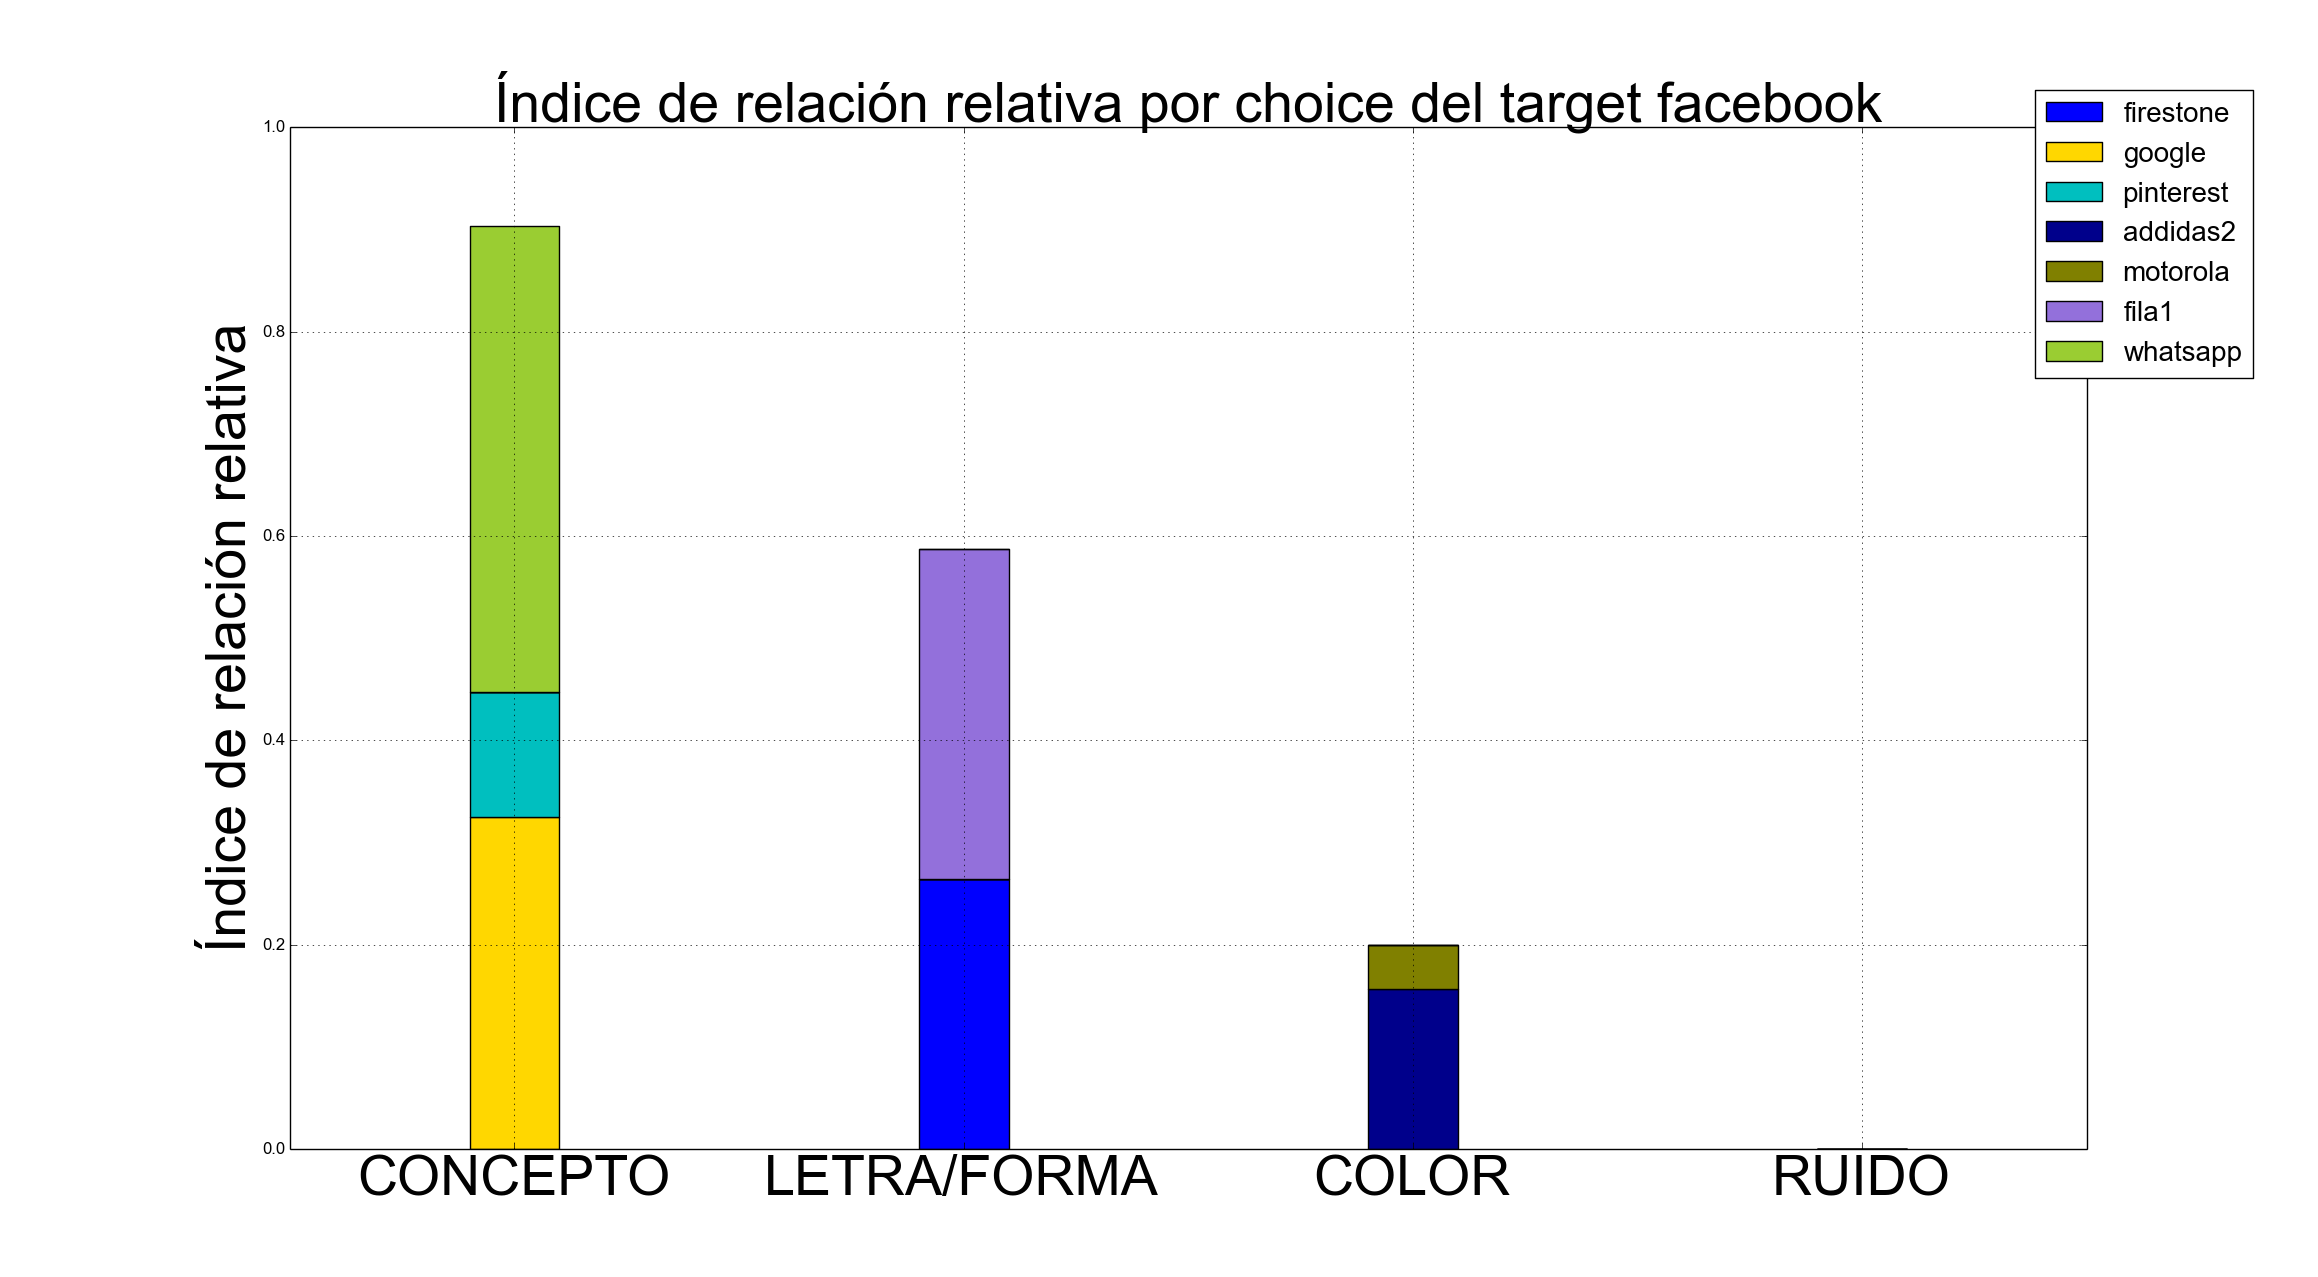 Índice de relación relativa por choice del target facebook
firestone
google
pinterest
addidas2
motorola
fila1
whatsapp
Índice de relación relativa
1.0
0.8
0.6
0.4
0.2
0.0
CONCEPTO
LETRA/FORMA
COLOR
RUIDO